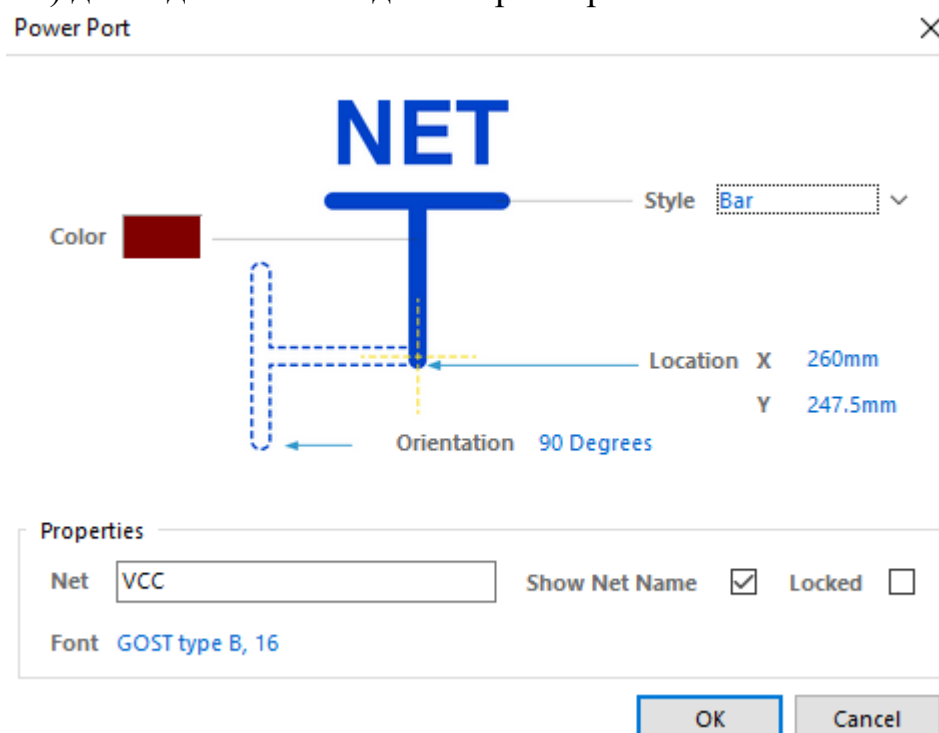 Power Port
NET
Style Bar
Color
Location X 260mm
Y 247.5mm
Orientation 90 Degrees
Properties
Net VCC Show Net Name Locked
Font GOST type B, 16
OK Cancel